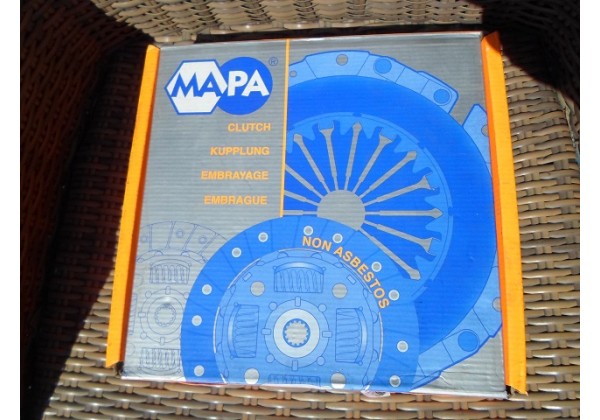 MAPA®
CLUTCH
KUPPLUNG
EMBRAYAGE
EMBRAGUE
NON ASBESTOS